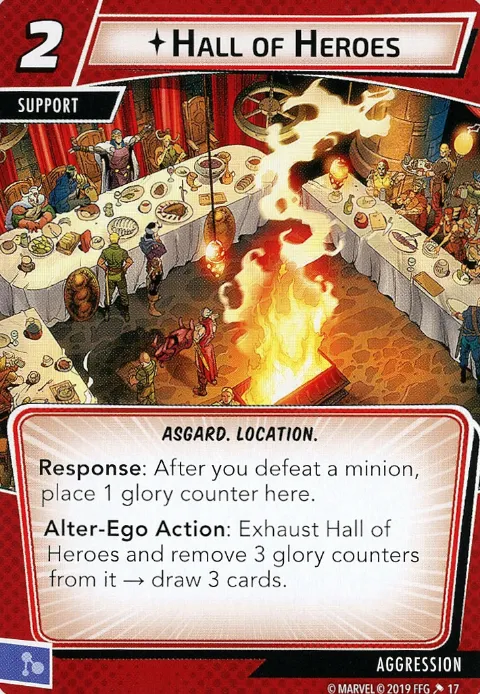 2
HALL OF HEROES
SUPPORT
ASGARD. LOCATION.
Response: After you defeat a minion,
place 1 glory counter here.
Alter-Ego Action: Exhaust Hall of
Heroes and remove 3 glory counters
from it → draw 3 cards.
AGGRESSION
© MARVEL © 2019 FFG 17